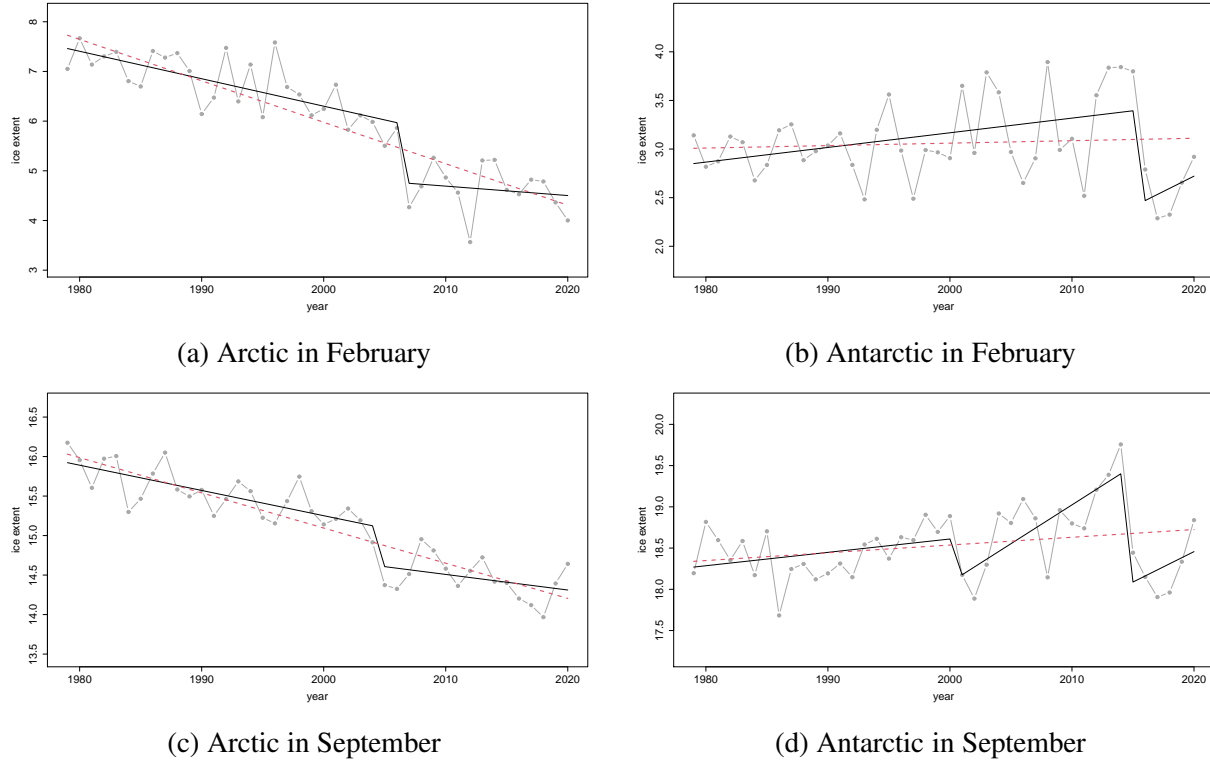 8
7
6
5
4
3
ice extent
1980 1990 2000 2010 2020
year
(a) Arctic in February
4.0
3.5
3.0
2.5
2.0
ice extent
1980 1990 2000 2010 2020
year
(b) Antarctic in February
16.5
16.0
15.5
15.0
14.5
14.0
13.5
ice extent
1980 1990 2000 2010 2020
year
(c) Arctic in September
20.0
19.5
19.0
18.5
18.0
17.5
ice extent
1980 1990 2000 2010 2020
year
(d) Antarctic in September